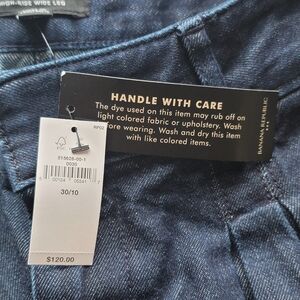 HIGH-RISE WIDE LEG
HANDLE WITH CARE
The dye used on this item may rub off on
light colored fabric or upholstery. Wash
before wearing. Wash and dry this item
with like colored items.
BANANA REPUBLIC
FSC
30/10
$120.00